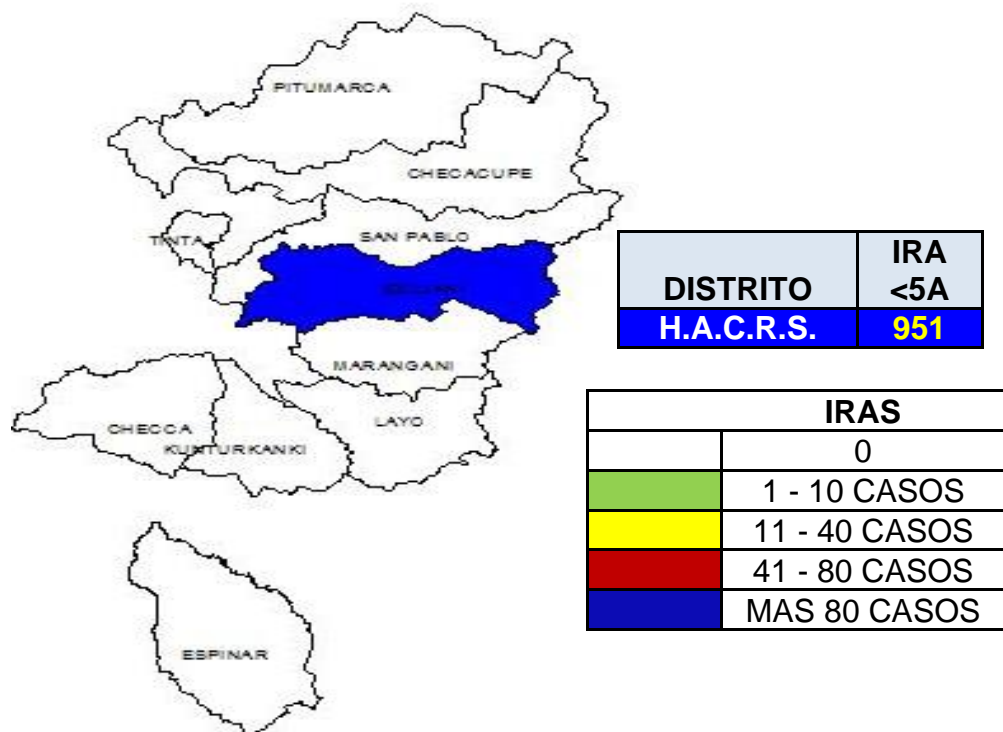 PITUMARCA
CHECACUPE
TINTA
SAN PABLO
MARANGANI
CHECCA
KUNTURKANKI
LAYO
ESPINAR
DISTRITO IRA <5A
H.A.C.R.S. 951
IRAS
0
1 - 10 CASOS
11 - 40 CASOS
41 - 80 CASOS
MAS 80 CASOS